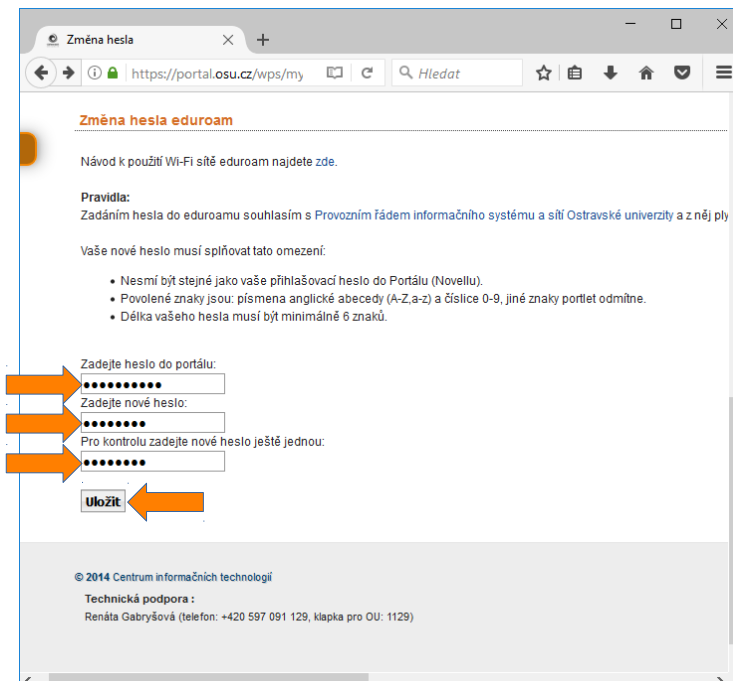 Změna hesla
https://portal.osu.cz/wps/my
Hledat
Změna hesla eduroam
Návod k použití Wi-Fi sítě eduroam najdete zde.
Pravidla:
Zadáním hesla do eduroamu souhlasím s Provozním řádem informačního systému a sítí Ostravské univerzity a z něj ply
Vaše nové heslo musí splňovat tato omezení:
• Nesmí být stejné jako vaše přihlašovací heslo do Portálu (Novellu).
• Povolené znaky jsou: písmena anglické abecedy (A-Z,a-z) a číslice 0-9, jiné znaky portlet odmítne.
• Délka vašeho hesla musí být minimálně 6 znaků.
Zadejte heslo do portálu:
Zadejte nové heslo:
Pro kontrolu zadejte nové heslo ještě jednou:
Uložit
© 2014 Centrum informačních technologií
Technická podpora :
Renáta Gabryšová (telefon: +420 597 091 129, klapka pro OU: 1129)